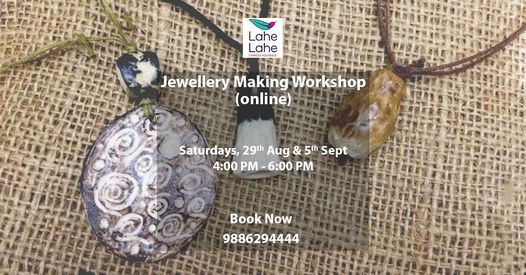 Lahe
Lahe
Jewellery Making Workshop
(online)
Saturdays, 29th Aug & 5th Sept
4:00 PM - 6:00 PM
Book Now
9886294444